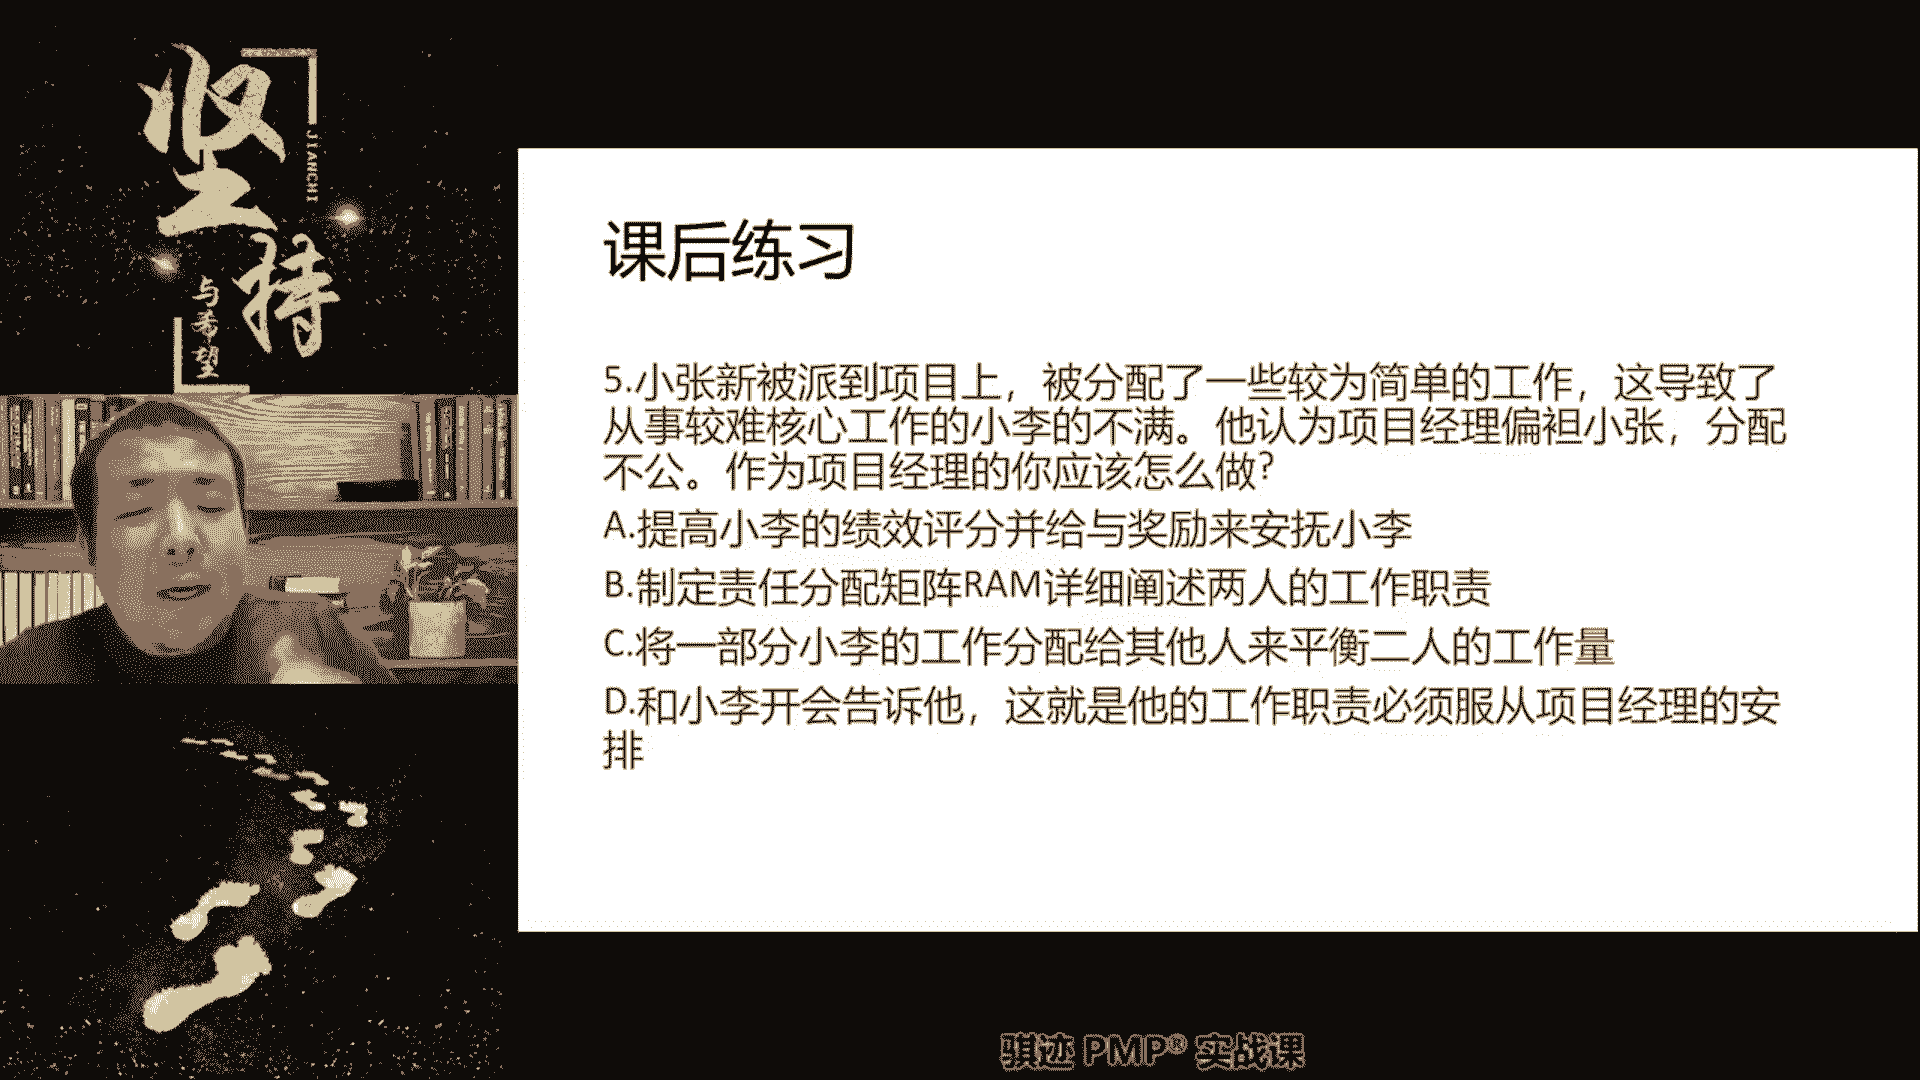 坚持
JIANCHI
与希望
课后练习
5.小张新被派到项目上，被分配了一些较为简单的工作，这导致了
从事较难核心工作的小李的不满。他认为项目经理偏袒小张，分配
不公。作为项目经理的你应该怎么做?
A.提高小李的绩效评分并给与奖励来安抚小李
B.制定责任分配矩阵RAM详细阐述两人的工作职责
C.将一部分小李的工作分配给其他人来平衡二人的工作量
D.和小李开会告诉他，这就是他的工作职责必须服从项目经理的安
排
骐迹 PMP® 实战课